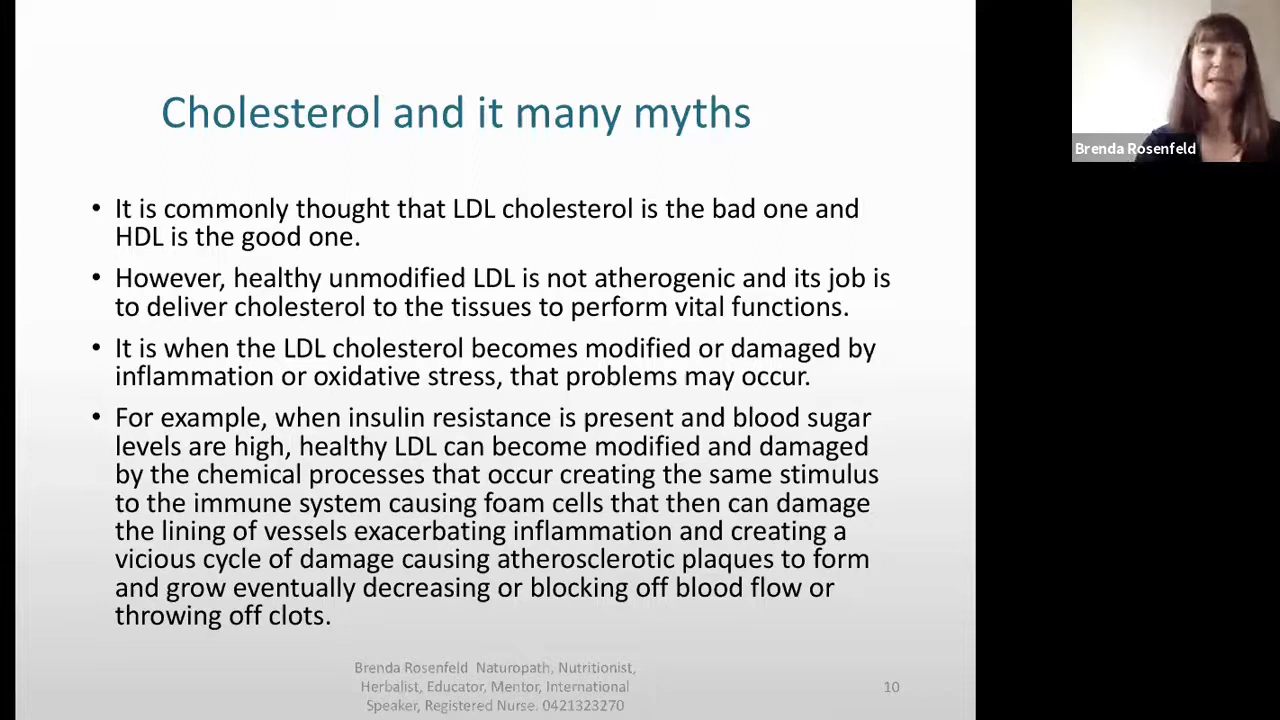 Cholesterol and it many myths
Brenda Rosenfeld
• It is commonly thought that LDL cholesterol is the bad one and
HDL is the good one.
• However, healthy unmodified LDL is not atherogenic and its job is
to deliver cholesterol to the tissues to perform vital functions.
• It is when the LDL cholesterol becomes modified or damaged by
inflammation or oxidative stress, that problems may occur.
• For example, when insulin resistance is present and blood sugar
levels are high, healthy LDL can become modified and damaged
by the chemical processes that occur creating the same stimulus
to the immune system causing foam cells that then can damage
the lining of vessels exacerbating inflammation and creating a
vicious cycle of damage causing atherosclerotic plaques to form
and grow eventually decreasing or blocking off blood flow or
throwing off clots.
Brenda Rosenfeld Naturopath, Nutritionist,
Herbalist, Educator, Mentor, International
Speaker, Registered Nurse. 0421323270
10